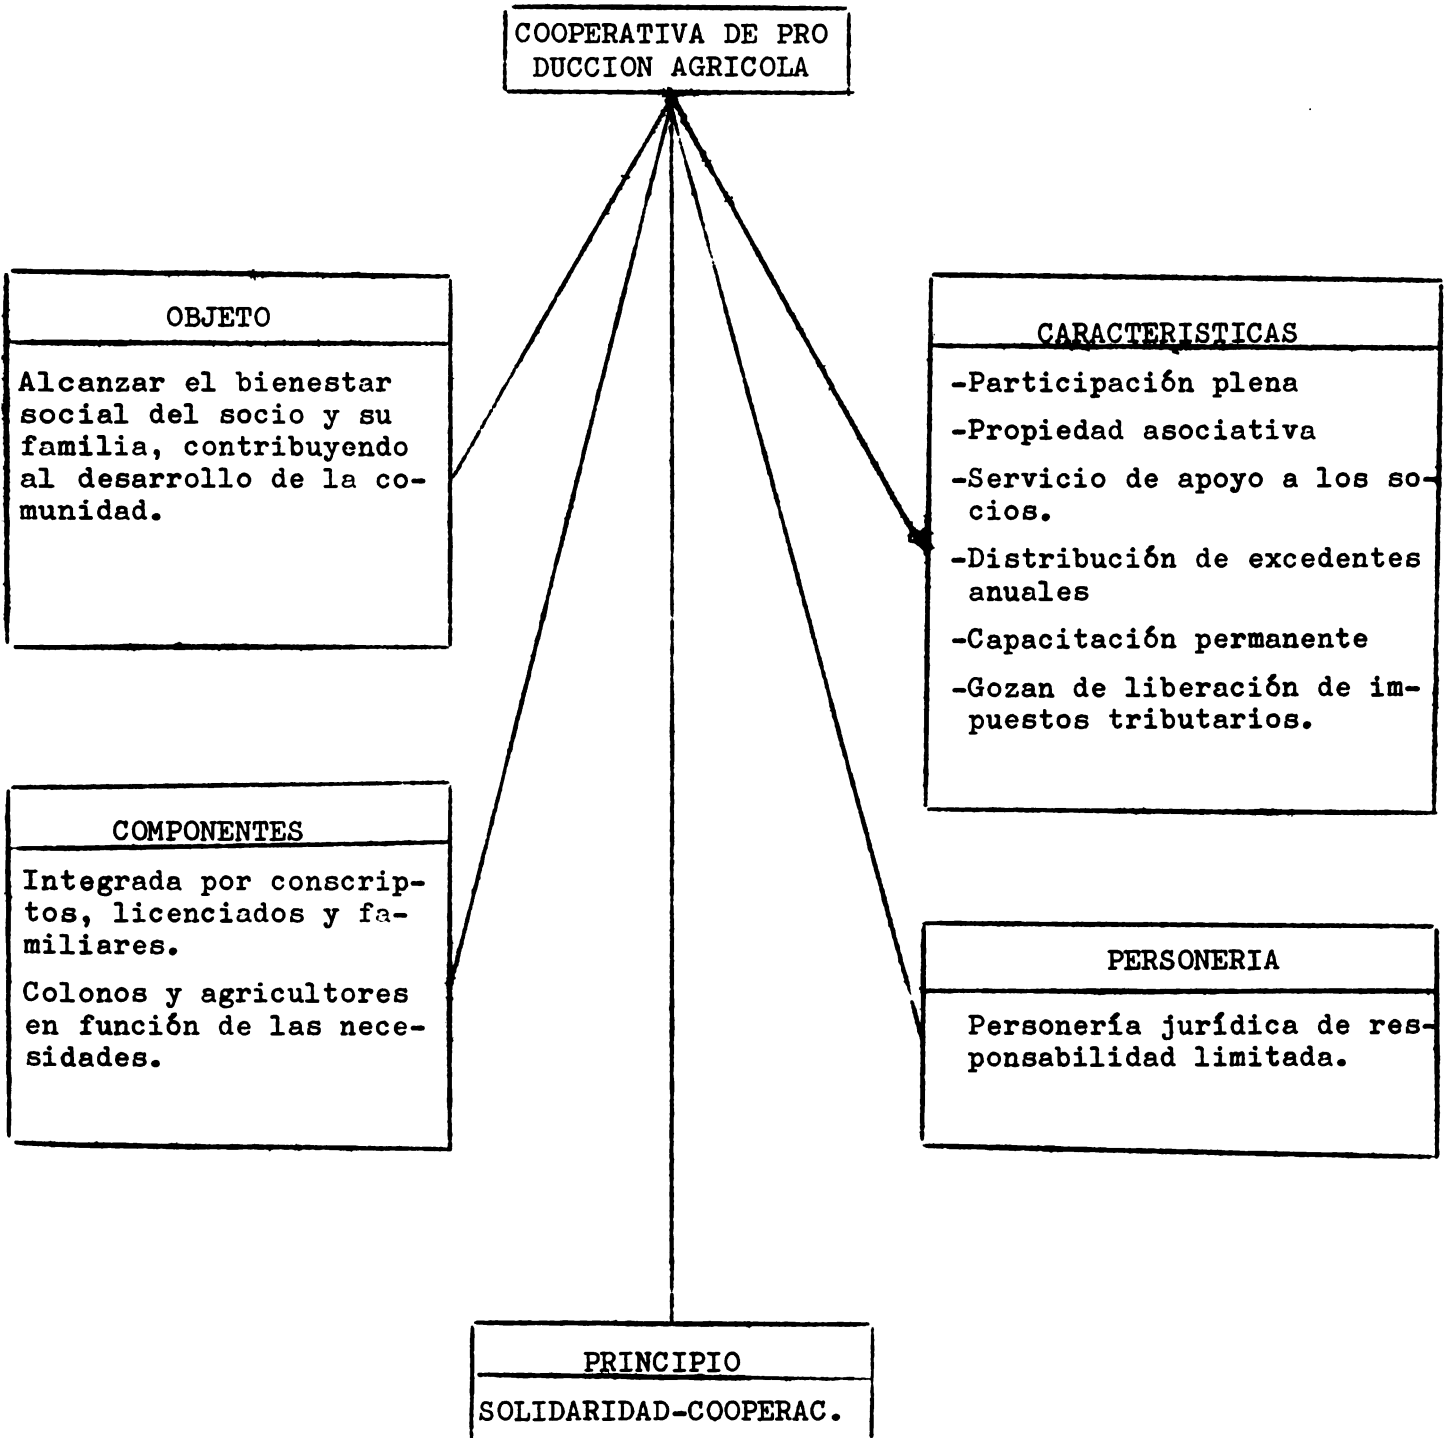 COOPERATIVA DE PRO
DUCCION AGRICOLA
OBJETO
Alcanzar el bienestar
social del socio y su
familia, contribuyendo
al desarrollo de la co-
munidad.
CARACTERISTICAS
-Participación plena
-Propiedad asociativa
-Servicio de apoyo a los so-
cios.
-Distribución de excedentes
anuales
-Capacitación permanente
-Gozan de liberación de im-
puestos tributarios.
COMPONENTES
Integrada por conscrip-
tos, licenciados y fa-
miliares.
Colonos y agricultores
en función de las nece-
sidades.
PERSONERIA
Personería jurídica de res-
ponsabilidad limitada.
PRINCIPIO
SOLIDARIDAD-COOPERAC.